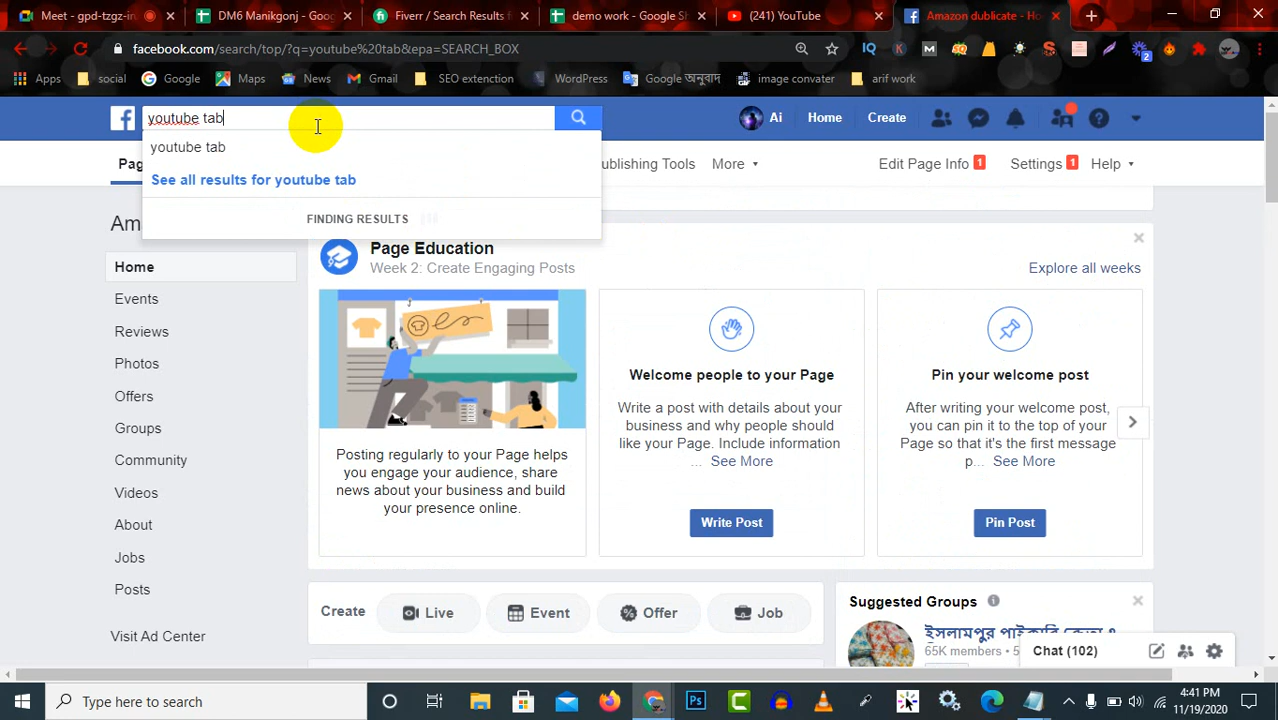 Meet - gpd-tzgz-in
DM6 Manikgonj - Goo
Fiverr / Search Results f
demo work - Google Sh
(241) YouTube
Amazon dublicate - Ho
facebook.com/search/top/?q=youtube%20tab&epa=SEARCH_BOX
Apps
social
Google
Maps
News
Gmail
SEO extenction
WordPress
Google অনুবাদ
image convater
arif work
youtube tab
Ai
Home
Create
youtube tab
See all results for youtube tab
FINDING RESULTS
Pag
ublishing Tools
More
Edit Page Info 1
Settings 1
Help
Am
Home
Events
Reviews
Photos
Offers
Groups
Community
Videos
About
Jobs
Posts
Visit Ad Center
Page Education
Week 2: Create Engaging Posts
Explore all weeks
Posting regularly to your Page helps
you engage your audience, share
news about your business and build
your presence online.
Welcome people to your Page
Write a post with details about your
business and why people should
like your Page. Include information
... See More
Write Post
Pin your welcome post
After writing your welcome post,
you can pin it to the top of your
Page so that it's the first message
p... See More
Pin Post
Create
Live
Event
Offer
Job
Suggested Groups
ইসলামপুর পাইকারি
65K members • 5
Chat (102)
Type here to search
4:41 PM
11/19/2020